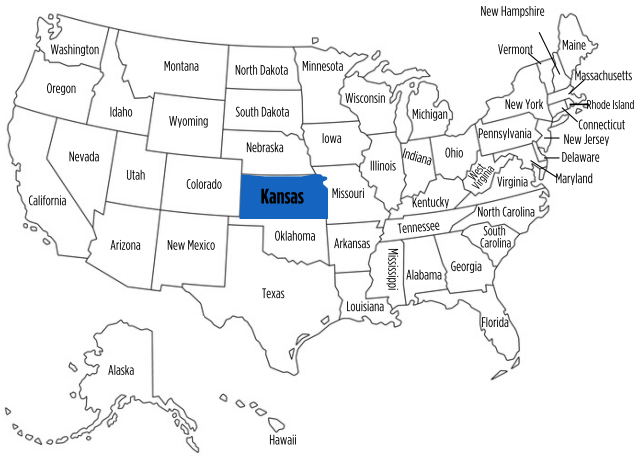 New Hampshire
Vermont
Maine
Washington
Montana
North Dakota
Minnesota
Oregon
Idaho
Wyoming
South Dakota
Wisconsin
Michigan
New York
Massachusetts
Rhode Island
Connecticut
New Jersey
Delaware
Maryland
Pennsylvania
Iowa
Nebraska
Nevada
Utah
Colorado
Kansas
Missouri
Illinois
Indiana
Ohio
West
Virginia
Virginia
Kentucky
California
Arizona
New Mexico
Oklahoma
Arkansas
Tennessee
North Carolina
South
Carolina
Mississippi
Alabama
Georgia
Texas
Louisiana
Florida
Alaska
Hawaii